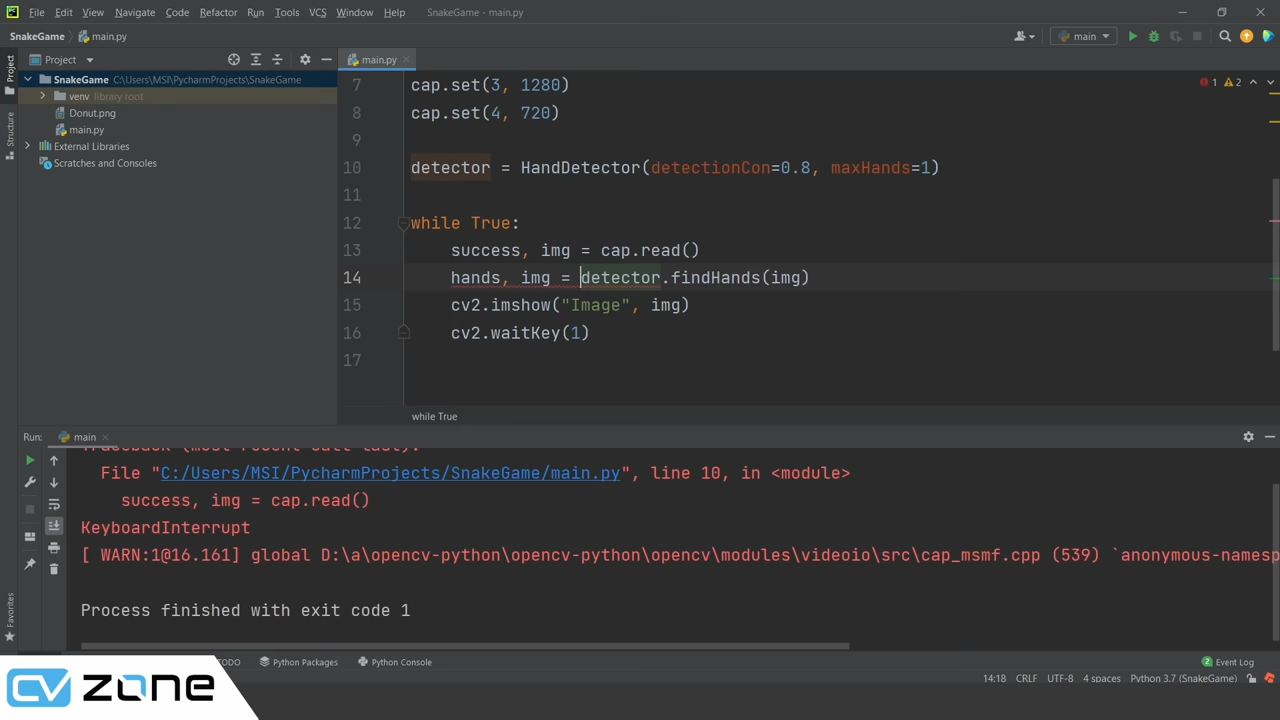 File Edit View Navigate Code Refactor Run Tools VCS Window Help SnakeGame - main.py
SnakeGame main.py main
Project main.py
SnakeGame C:\Users\MSI\PycharmProjects\SnakeGame
venv library root
Donut.png
main.py
External Libraries
Scratches and Consoles
Project
Structure
Favorites
1 2
7 cap.set(3, 1280)
8 cap.set(4, 720)
9
10 detector = HandDetector(detectionCon=0.8, maxHands=1)
11
12 while True:
13 success, img = cap.read()
14 hands, img = detector.findHands(img)
15 cv2.imshow("Image", img)
16 cv2.waitKey(1)
17
while True
Run: main
Traceback (most recent call last):
File "C:/Users/MSI/PycharmProjects/SnakeGame/main.py", line 10, in <module>
success, img = cap.read()
KeyboardInterrupt
[ WARN:1@16.161] global D:\a\opencv-python\opencv-python\opencv\modules\videoio\src\cap_msmf.cpp (539) `anonymous-namesp
Process finished with exit code 1
TODO Python Packages Python Console 2 Event Log
14:18 CRLF UTF-8 4 spaces Python 3.7 (SnakeGame)
CV ZONE